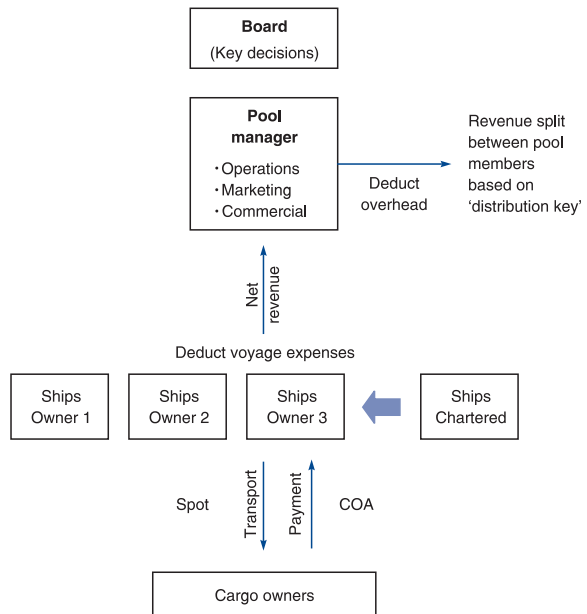 Board
(Key decisions)
Pool
manager
· Operations
· Marketing
· Commercial
Deduct
overhead
Revenue split
between pool
members
based on
‘distribution key’
Net
revenue
Deduct voyage expenses
Ships
Owner 1
Ships
Owner 2
Ships
Owner 3
Ships
Chartered
Spot
Transport
Payment
COA
Cargo owners